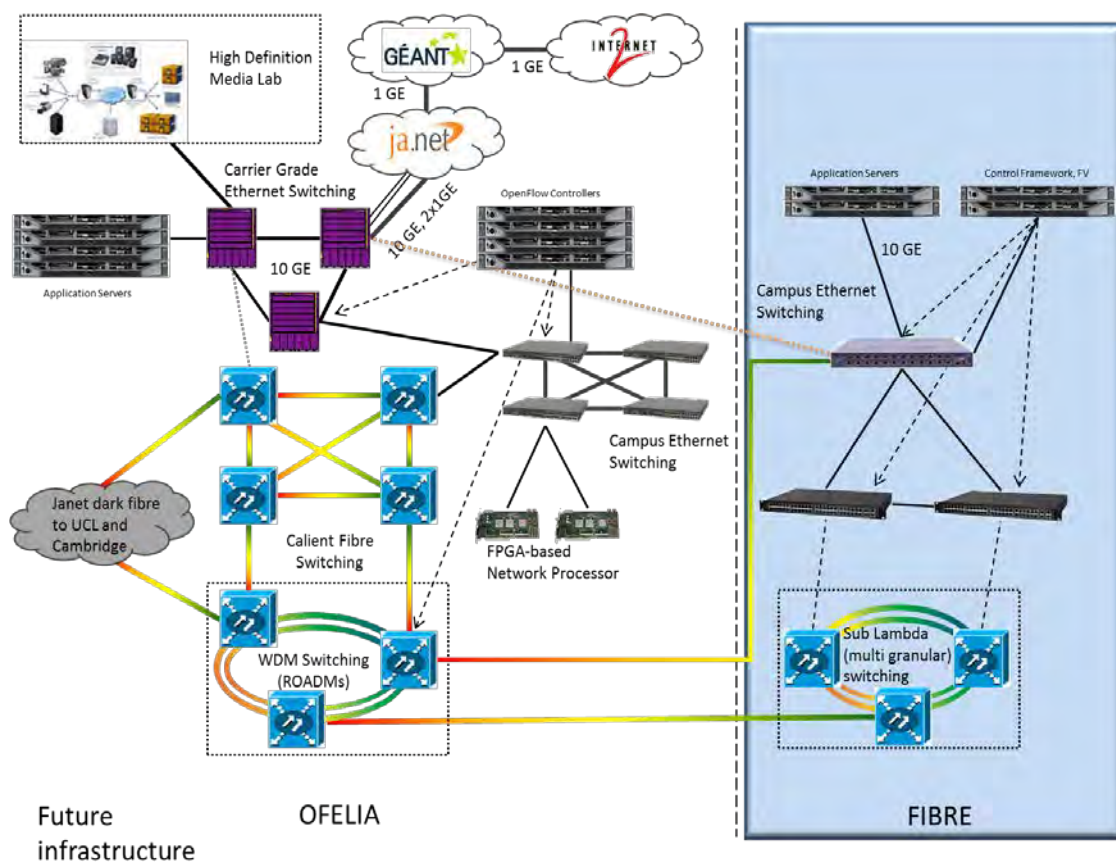 High Definition
Media Lab
GÉANT
1 GE
INTERNET
2
1 GE
ja.net
Carrier Grade
Ethernet Switching
10 GE, 2x1GE
OpenFlow Controllers
Application Servers
Control Framework, FV
10 GE
10 GE
Application Servers
Campus Ethernet
Switching
Campus Ethernet
Switching
Janet dark fibre
to UCL and
Cambridge
Calient Fibre
Switching
FPGA-based
Network Processor
WDM Switching
(ROADMs)
Sub Lambda
(multi granular)
switching
Future
infrastructure
OFELIA
FIBRE